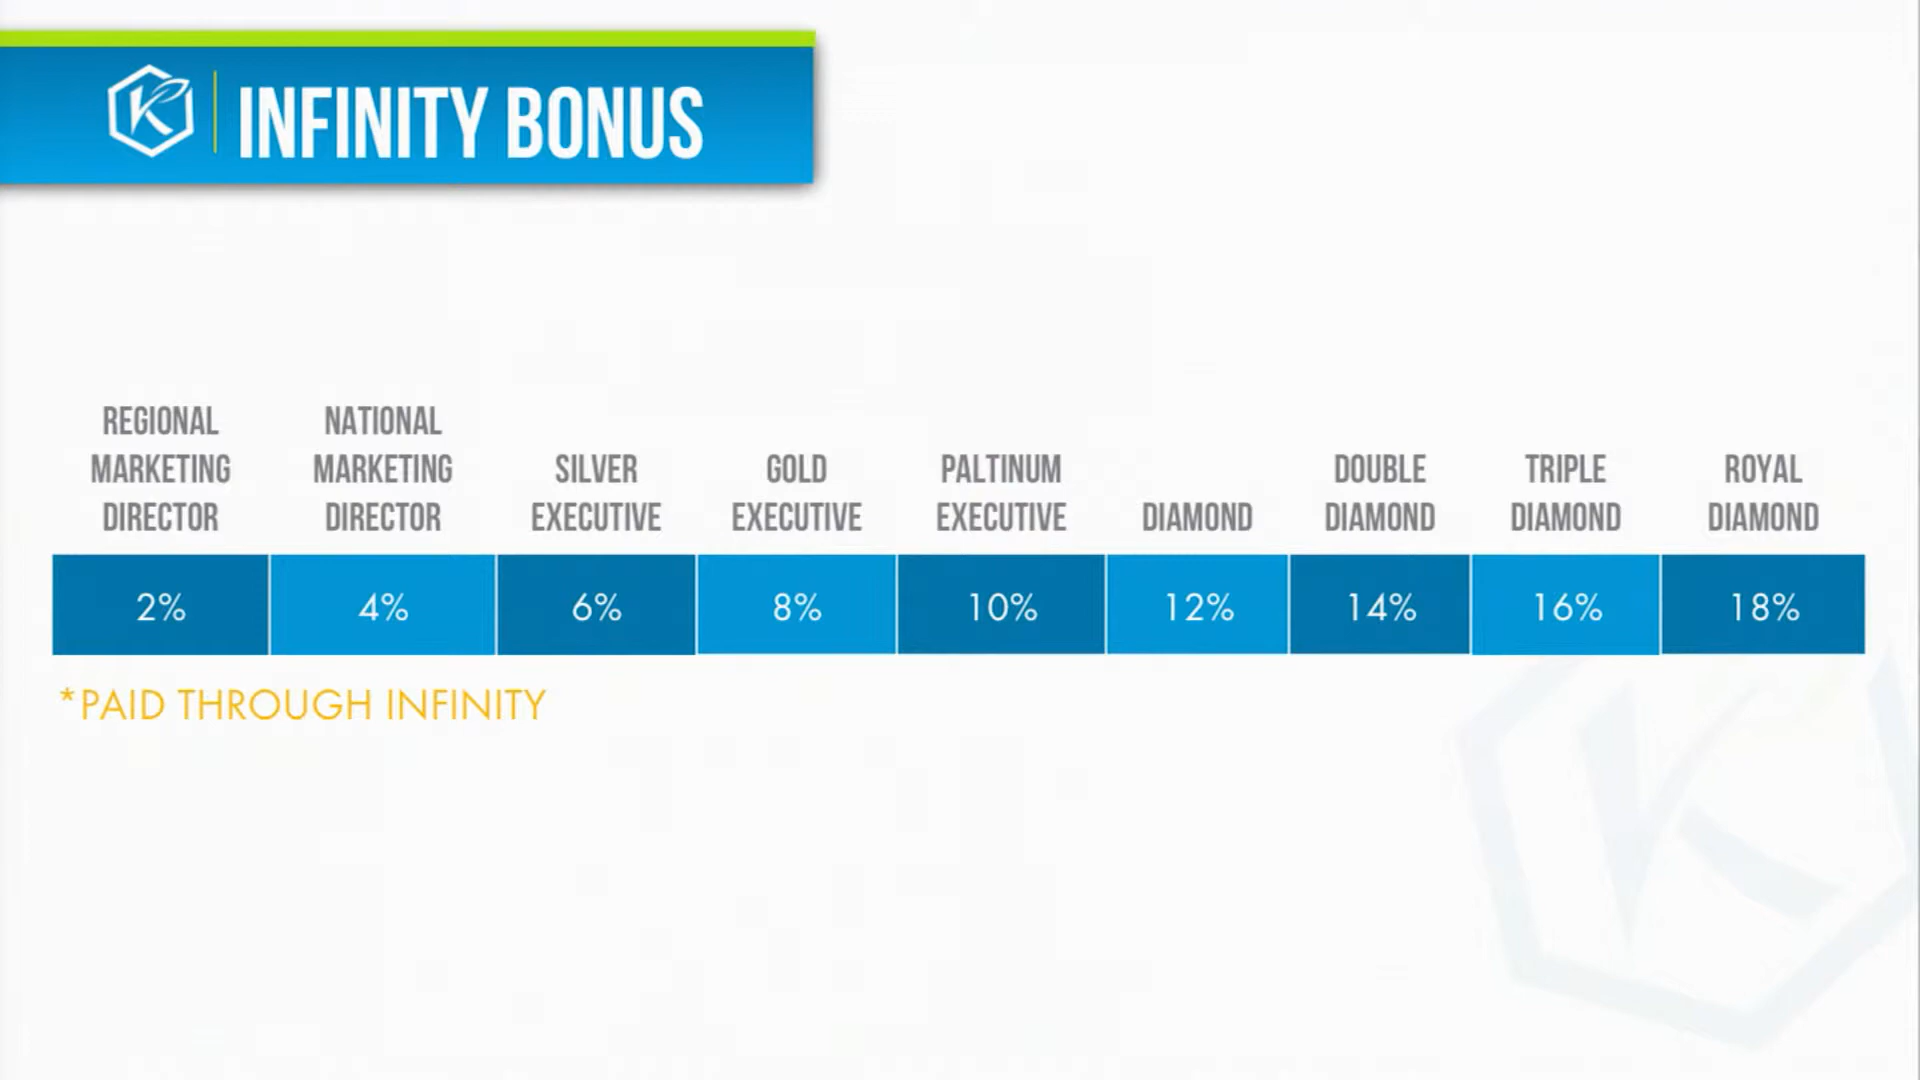 INFINITY BONUS
REGIONAL
MARKETING
DIRECTOR
NATIONAL
MARKETING
DIRECTOR
SILVER
EXECUTIVE
GOLD
EXECUTIVE
PALTINUM
EXECUTIVE
DIAMOND
DOUBLE
DIAMOND
TRIPLE
DIAMOND
ROYAL
DIAMOND
2% 4% 6% 8% 10% 12% 14% 16% 18%
*PAID THROUGH INFINITY